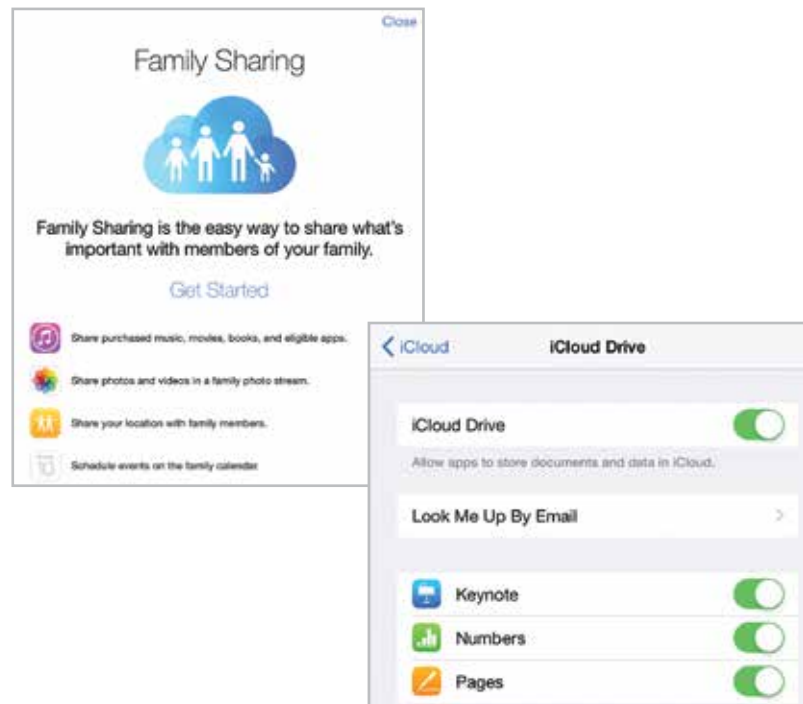 Close
Family Sharing
Family Sharing is the easy way to share what's
important with members of your family.
Get Started
Share purchased music, movies, books, and eligible apps.
Share photos and videos in a family photo stream.
Share your location with family members.
Schedule events on the family calendar
iCloud
iCloud Drive
iCloud Drive
Allow apps to store documents and data in iCloud.
Look Me Up By Email
Keynote
Numbers
Pages